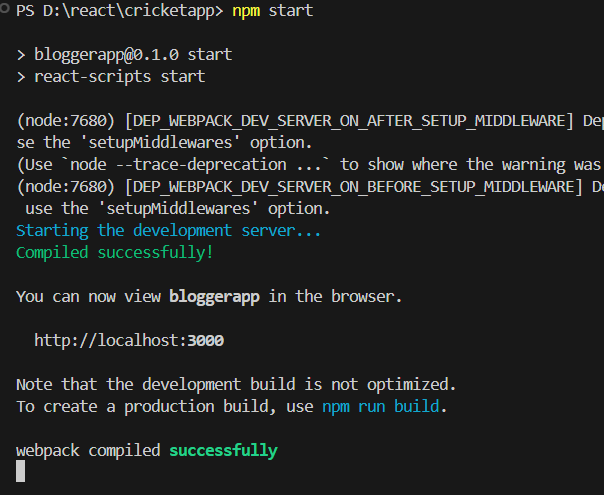 PS D:\react\cricketapp> npm start
> bloggerapp@0.1.0 start
> react-scripts start
(node:7680) [DEP_WEBPACK_DEV_SERVER_ON_AFTER_SETUP_MIDDLEWARE] Dep
se the 'setupMiddlewares' option.
(Use `node --trace-deprecation ...` to show where the warning was
(node:7680) [DEP_WEBPACK_DEV_SERVER_ON_BEFORE_SETUP_MIDDLEWARE] De
use the 'setupMiddlewares' option.
Starting the development server...
Compiled successfully!
You can now view bloggerapp in the browser.
http://localhost:3000
Note that the development build is not optimized.
To create a production build, use npm run build.
webpack compiled successfully